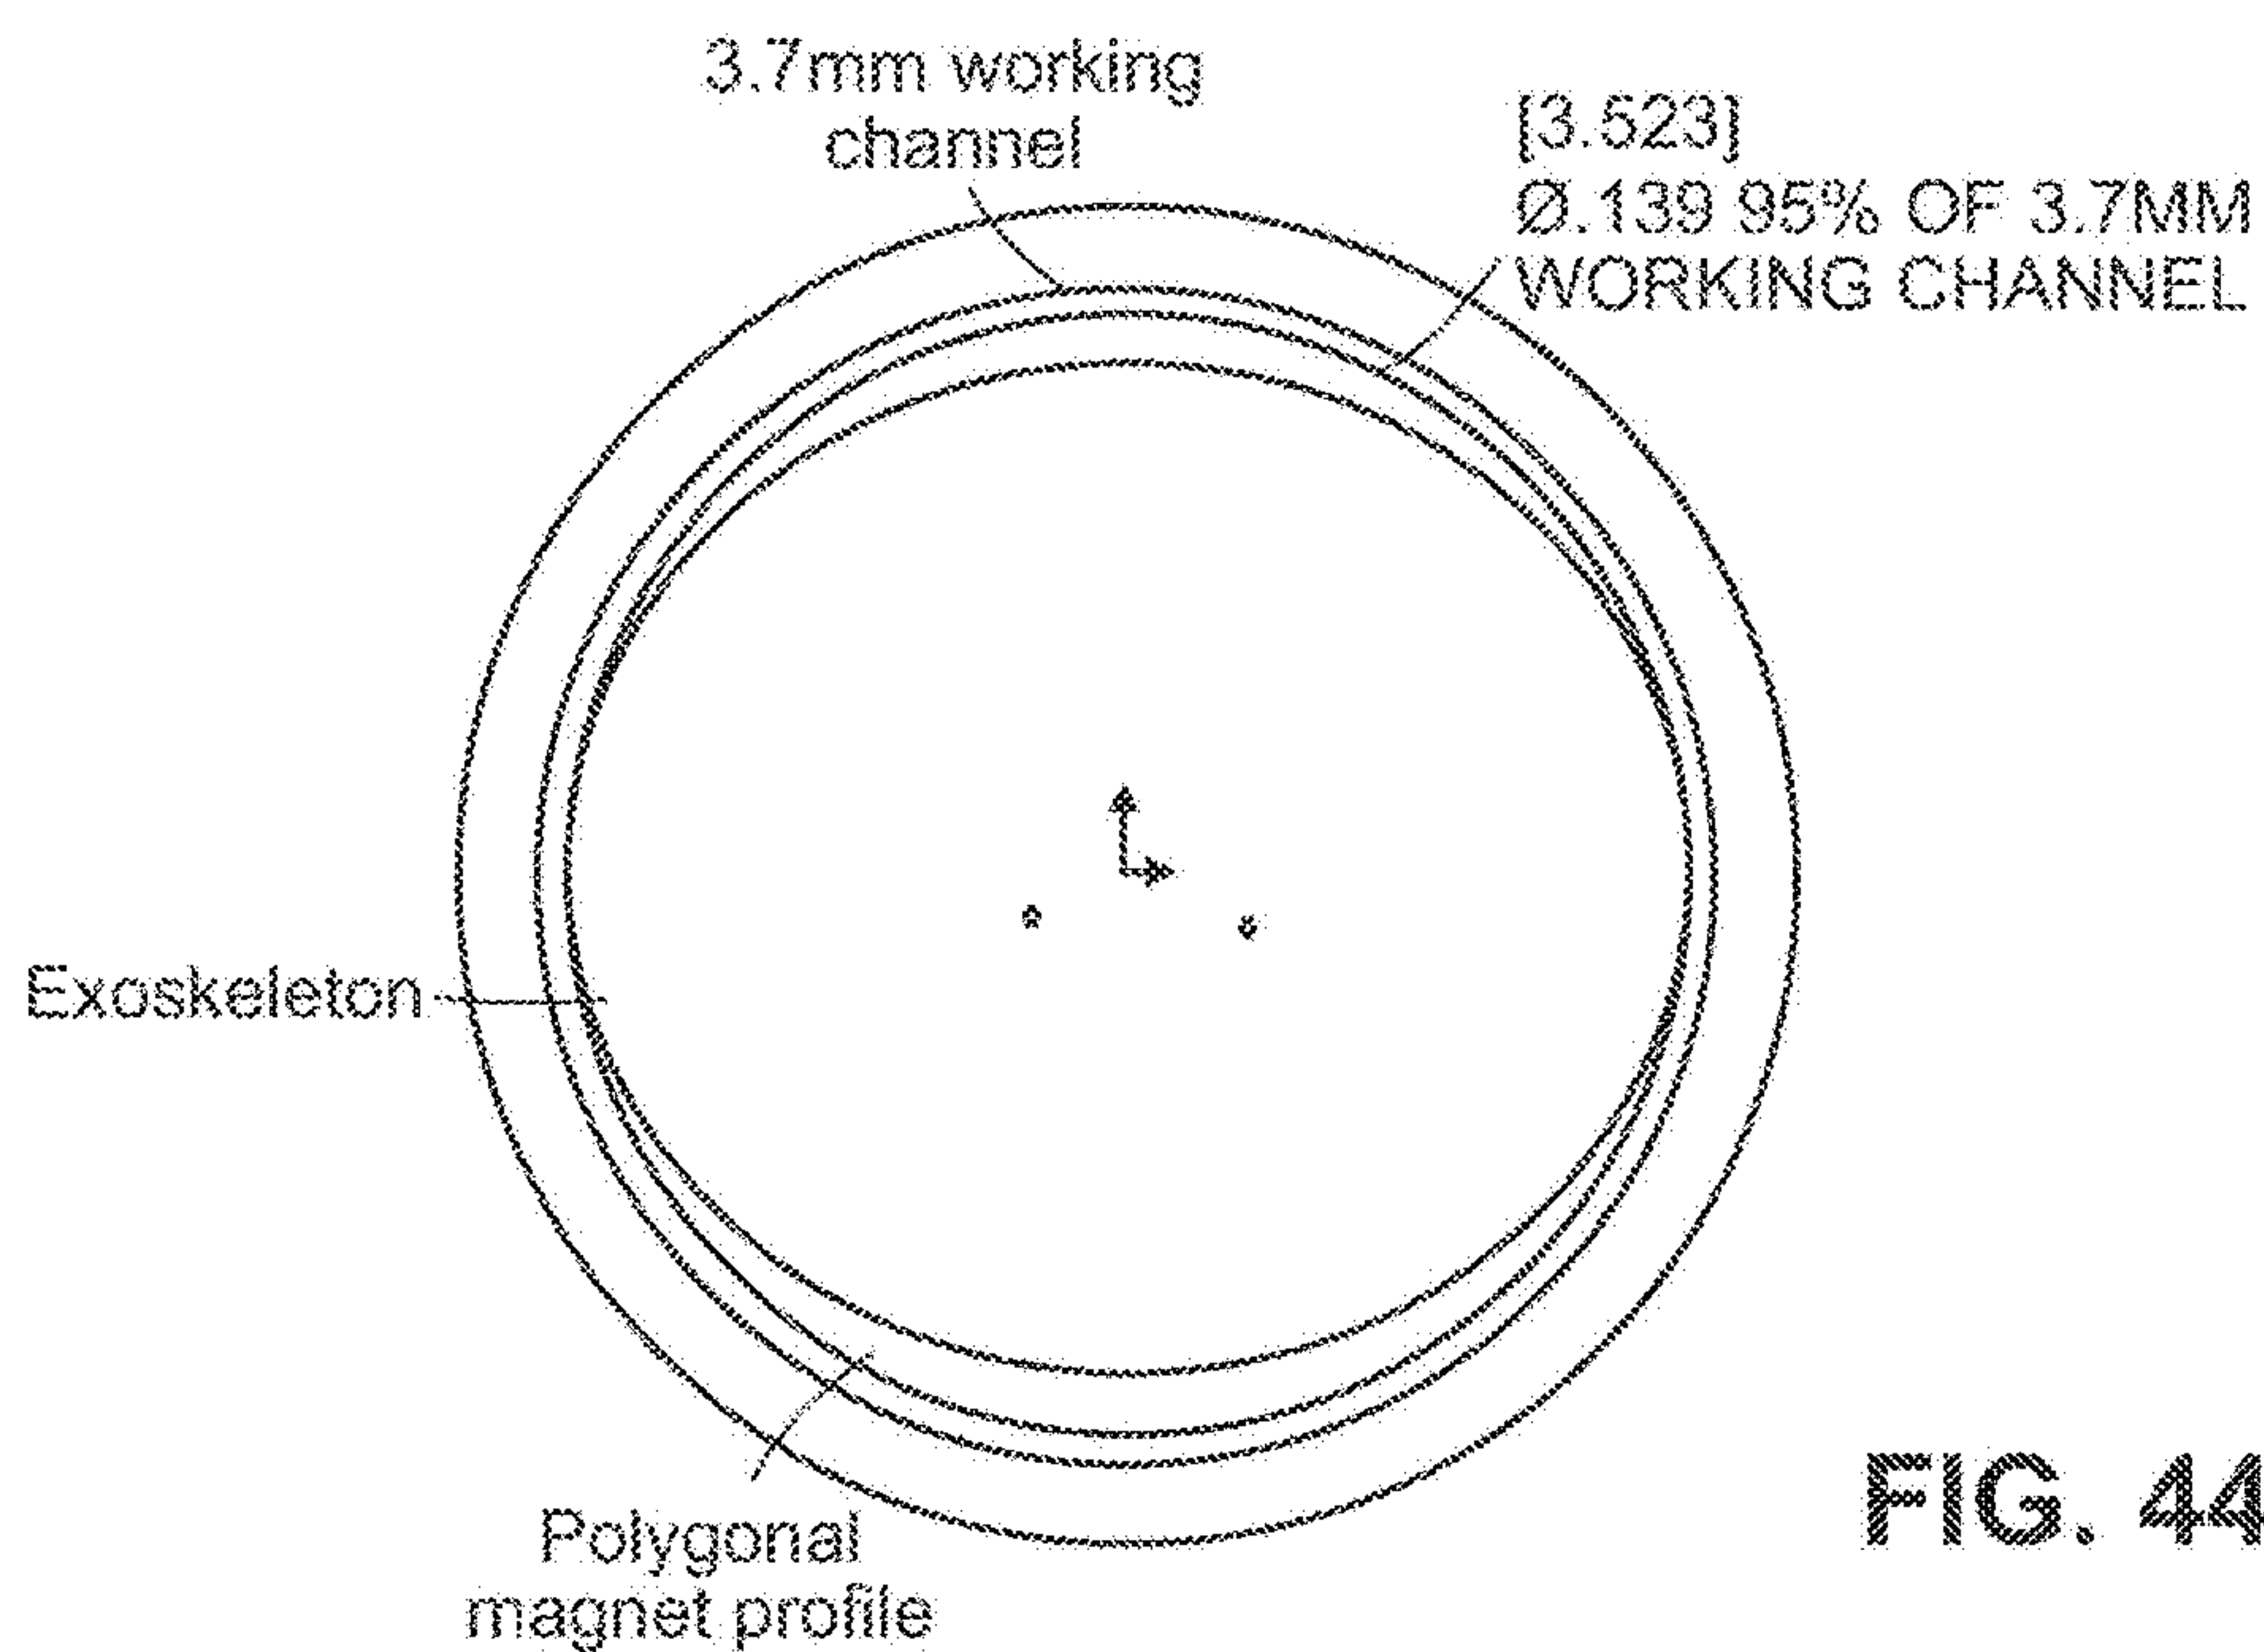 3.7mm working
channel
[3.523]
Ø.139 95% OF 3.7MM
WORKING CHANNEL
Exoskeleton
Polygonal
magnet profile
FIG. 44